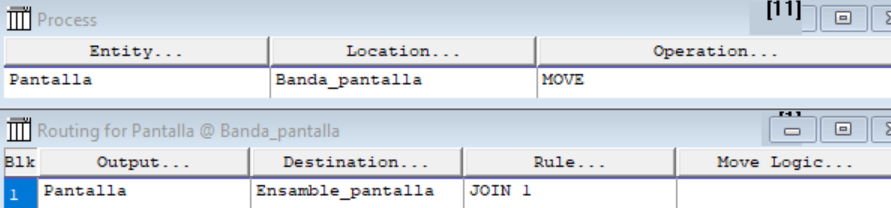 Process [11]
Entity... Location... Operation...
Pantalla Banda_pantalla MOVE
Routing for Pantalla @ Banda_pantalla
Blk Output... Destination... Rule... Move Logic...
1 Pantalla Ensamble_pantalla JOIN 1